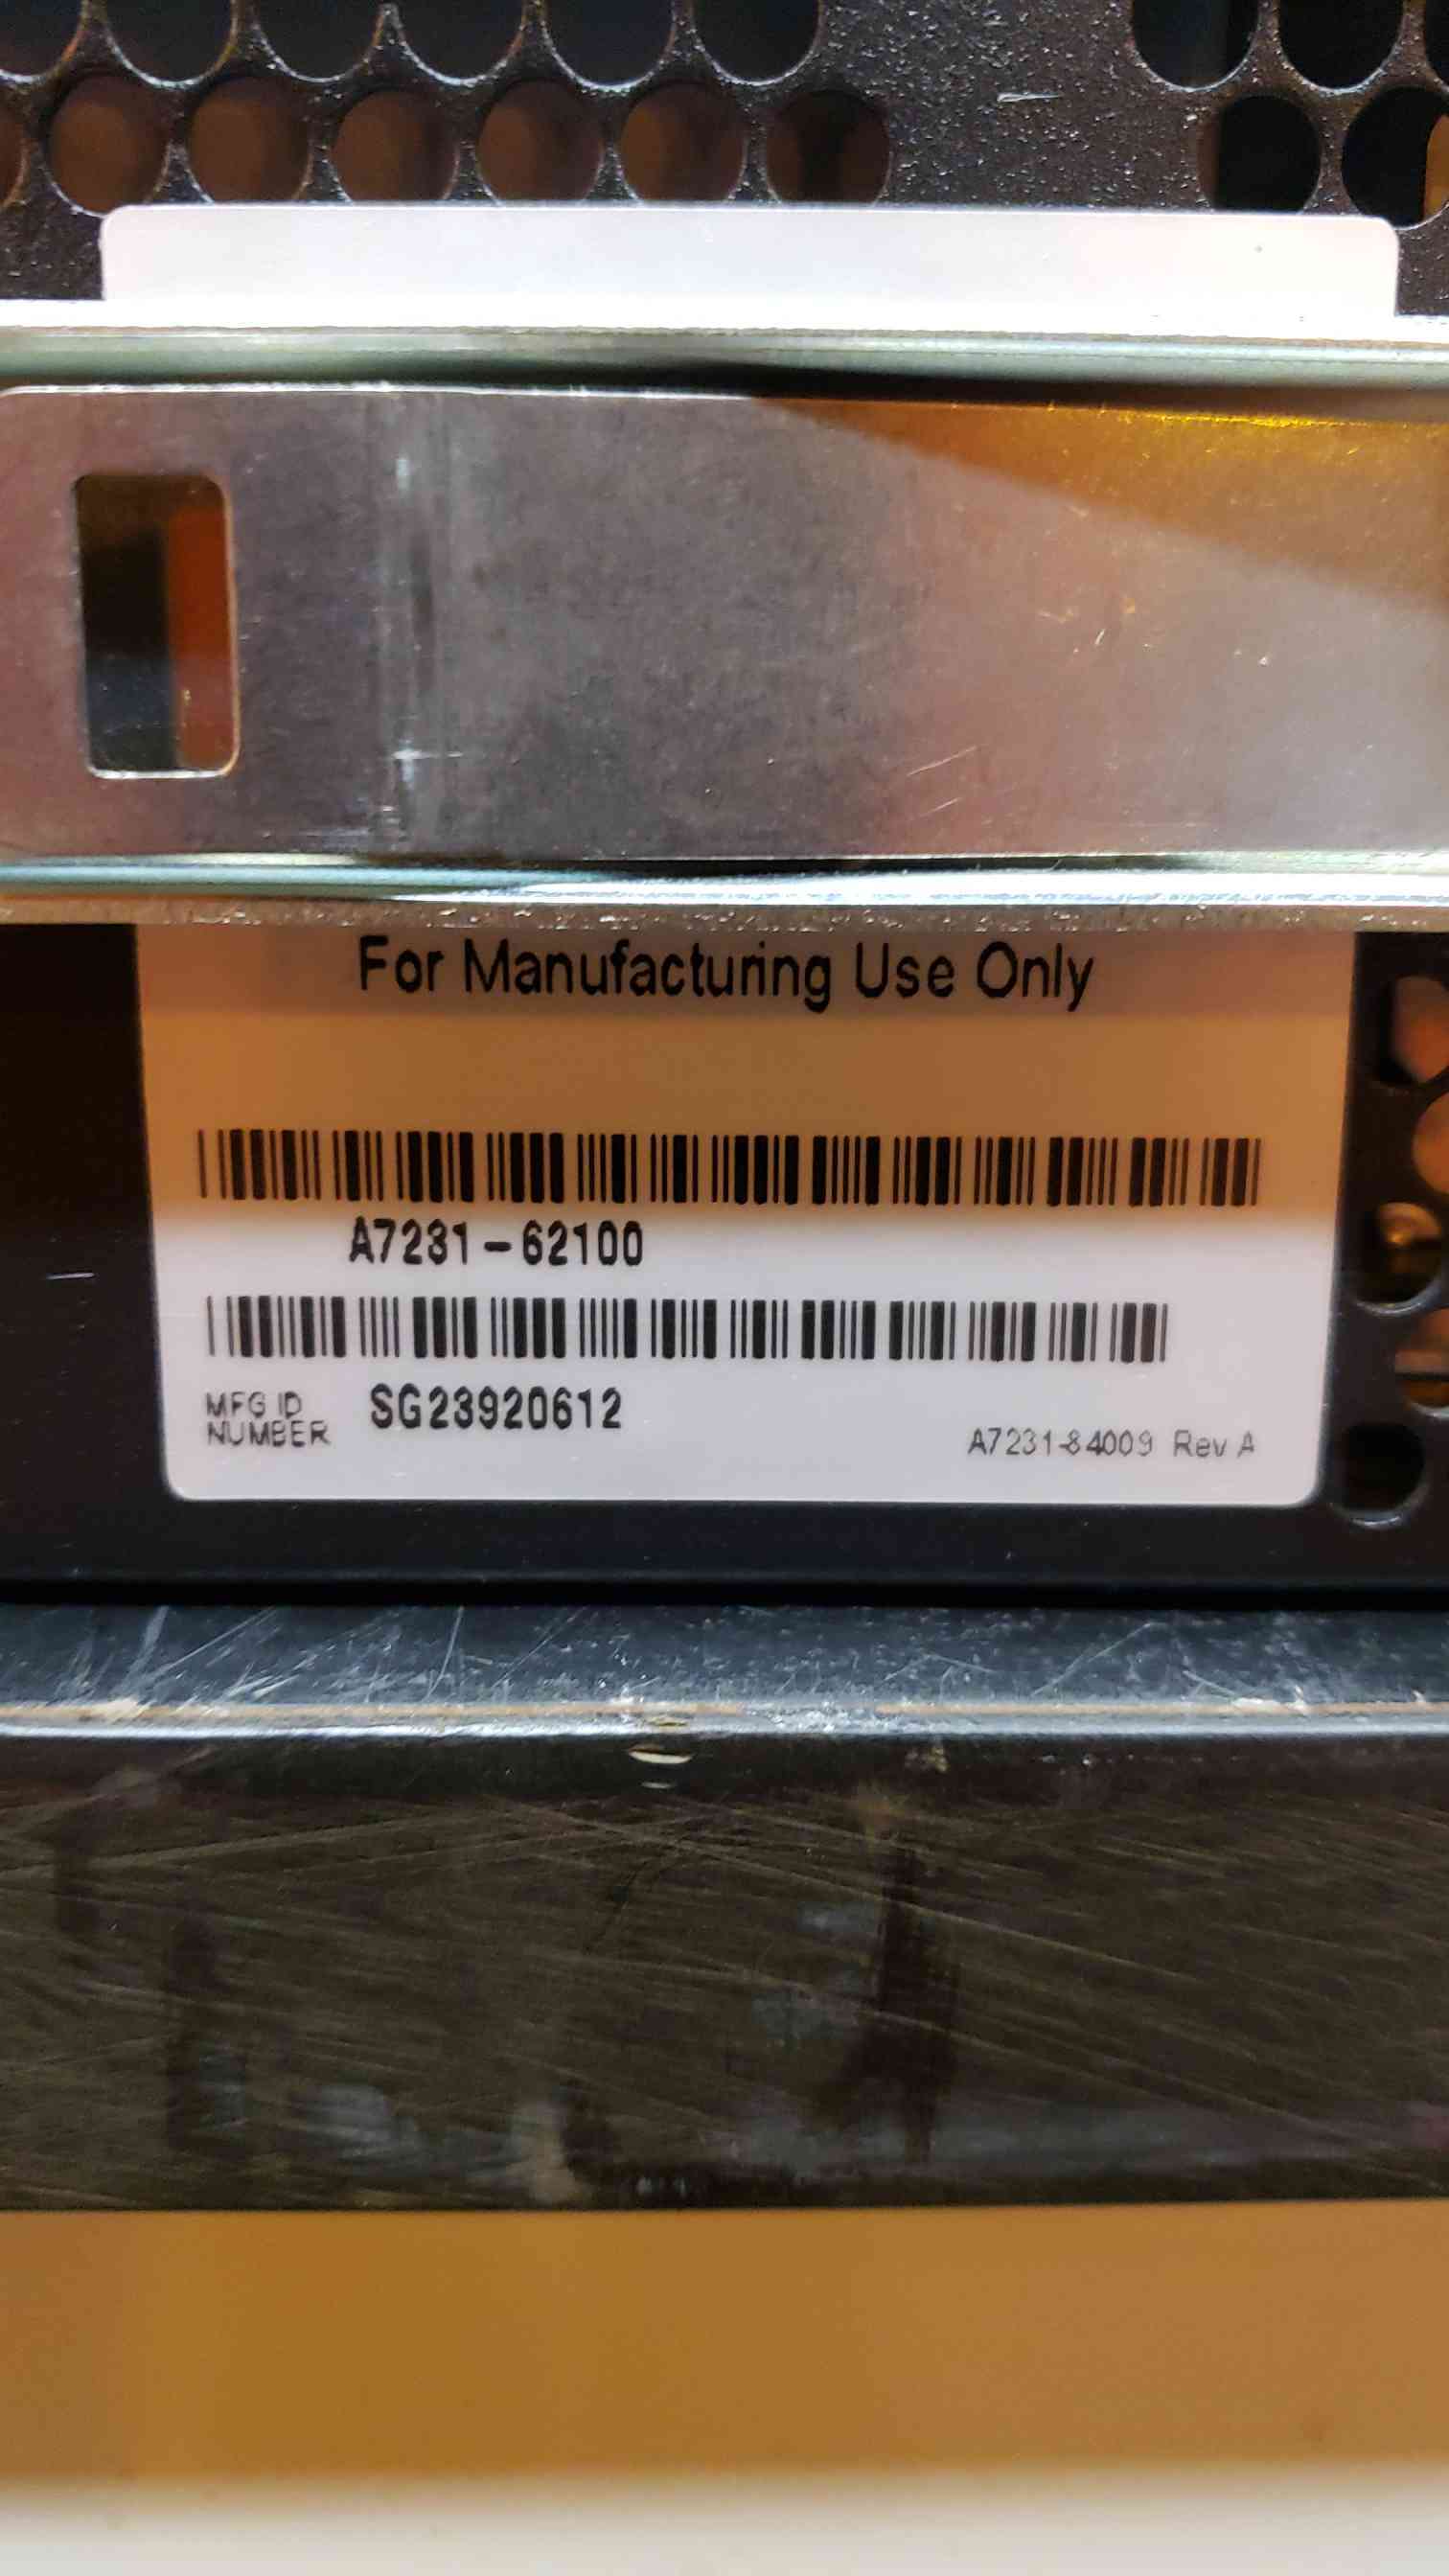 For Manufacturing Use Only
A7231-62100
MFG ID
NUMBER
SG23920612
A7231-84009 Rev A